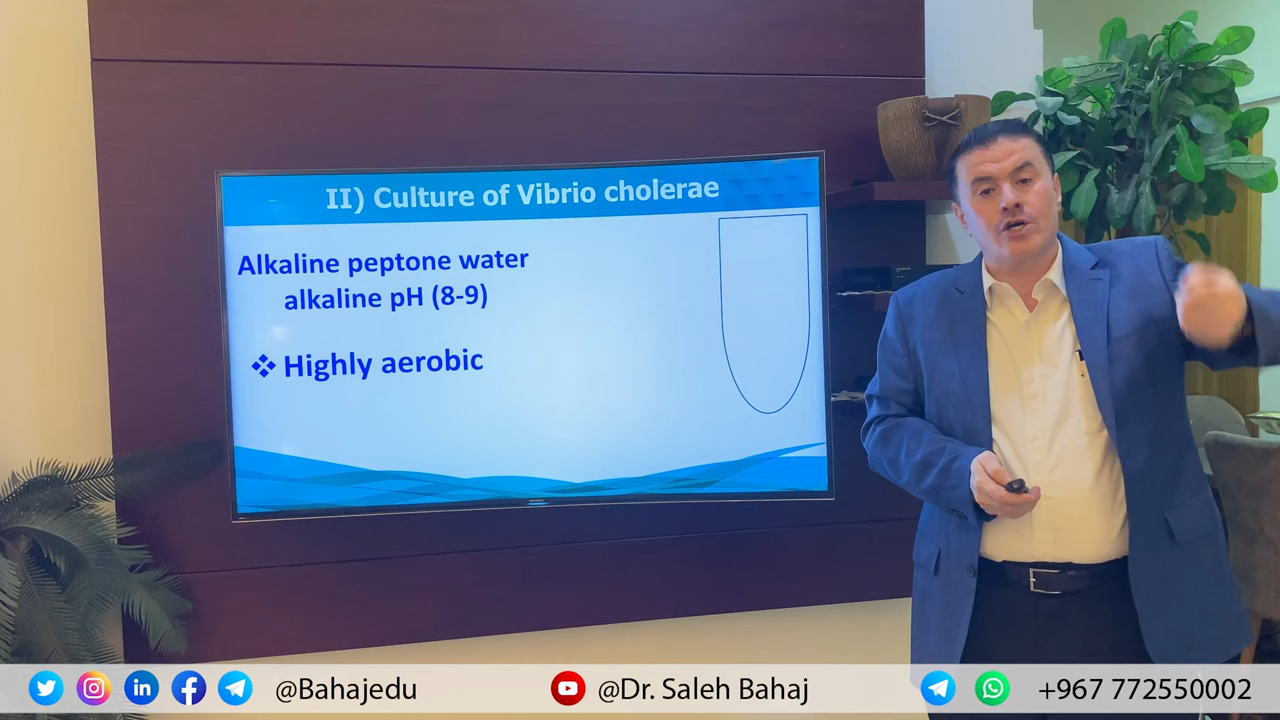 II) Culture of Vibrio cholerae
Alkaline peptone water
alkaline pH (8-9)
❖ Highly aerobic
@Bahajedu
@Dr. Saleh Bahaj
+967 772550002